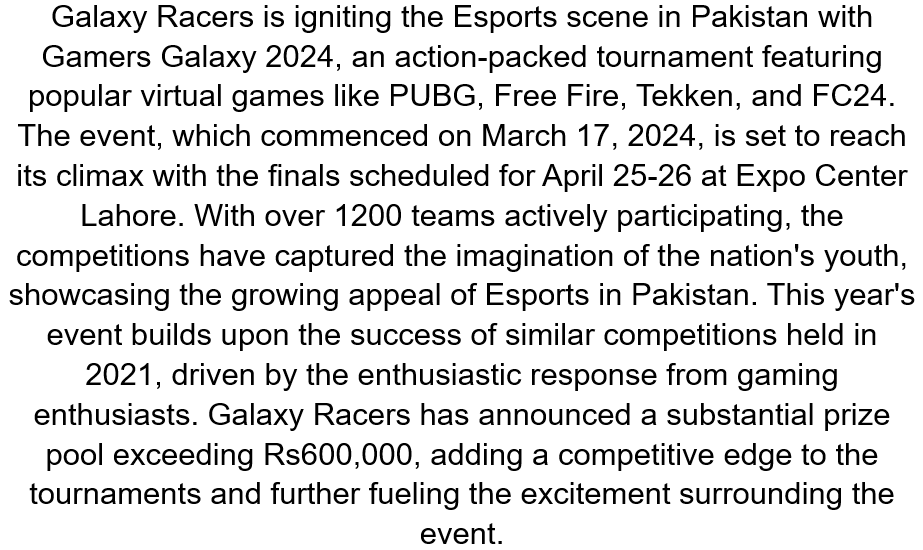 Galaxy Racers is igniting the Esports scene in Pakistan with
Gamers Galaxy 2024, an action-packed tournament featuring
popular virtual games like PUBG, Free Fire, Tekken, and FC24.
The event, which commenced on March 17, 2024, is set to reach
its climax with the finals scheduled for April 25-26 at Expo Center
Lahore. With over 1200 teams actively participating, the
competitions have captured the imagination of the nation's youth,
showcasing the growing appeal of Esports in Pakistan. This year's
event builds upon the success of similar competitions held in
2021, driven by the enthusiastic response from gaming
enthusiasts. Galaxy Racers has announced a substantial prize
pool exceeding Rs600,000, adding a competitive edge to the
tournaments and further fueling the excitement surrounding the
event.